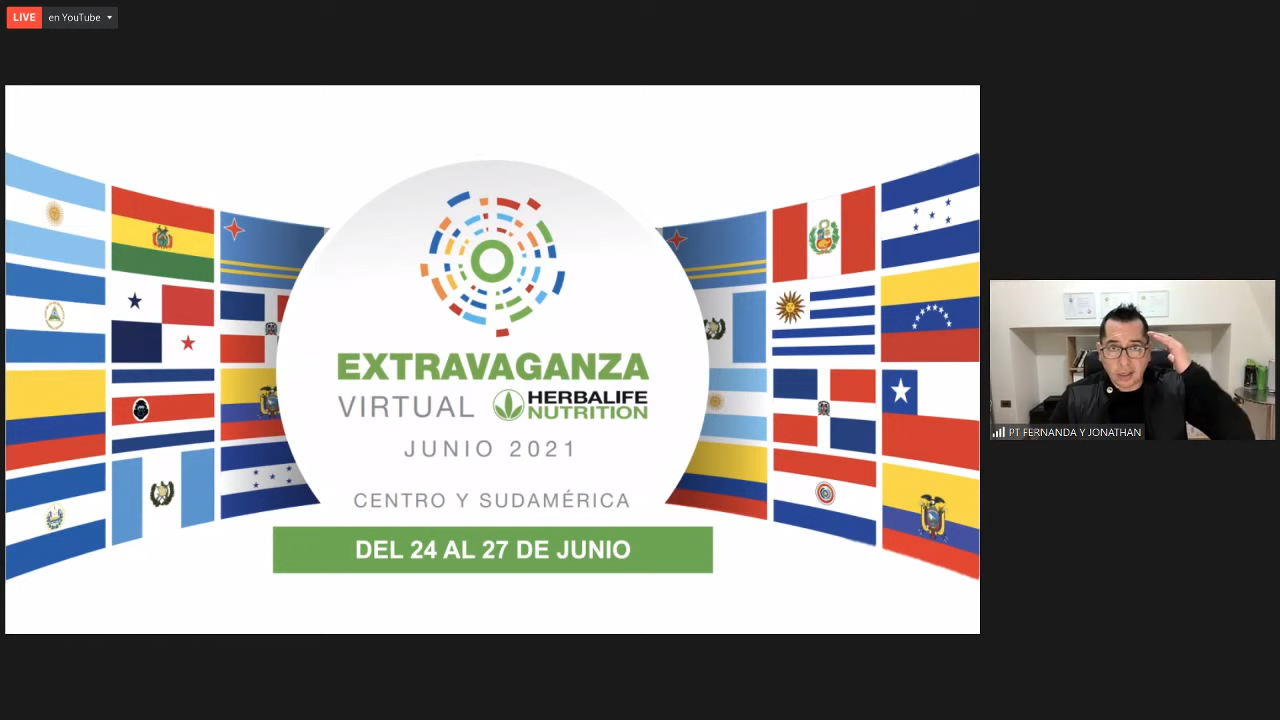 LIVE en YouTube
EXTRAVAGANZA
VIRTUAL HERBALIFE NUTRITION
JUNIO 2021
CENTRO Y SUDAMÉRICA
DEL 24 AL 27 DE JUNIO
PT FERNANDA Y JONATHAN